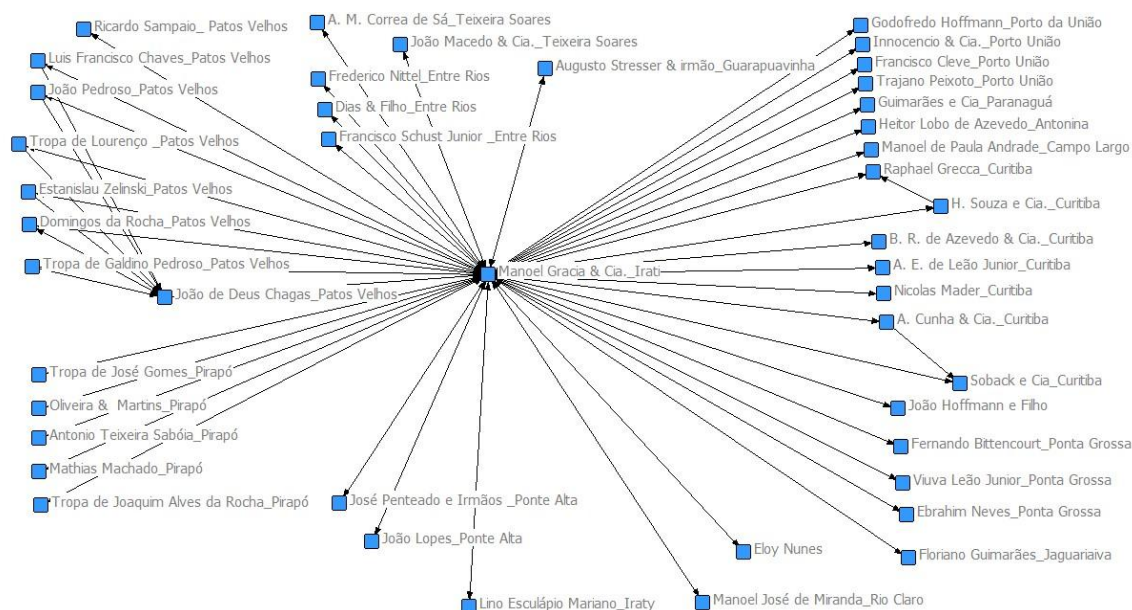 Ricardo Sampaio_ Patos Velhos
Luis Francisco Chaves_Patos Velhos
João Pedroso_Patos Velhos
Tropa de Lourenço _Patos Velhos
Estanislau Zelinski_Patos Velhos
Domingos da Rocha_Patos Velhos
Tropa de Galdino Pedroso_Patos Velhos
João de Deus Chagas_Patos Velhos
A. M. Correa de Sá_Teixeira Soares
João Macedo & Cia._Teixeira Soares
Augusto Stresser & irmão_Guarapuavinha
Frederico Nittel_Entre Rios
Dias & Filho_Entre Rios
Francisco Schust Junior _Entre Rios
Manoel Gracia & Cia._Irati
Godofredo Hoffmann_Porto da União
Innocencio & Cia._Porto União
Francisco Cleve_Porto União
Trajano Peixoto_Porto União
Guimarães e Cia_Paranaguá
Heitor Lobo de Azevedo_Antonina
Manoel de Paula Andrade_Campo Largo
Raphael Grecca_Curitiba
H. Souza e Cia._Curitiba
B. R. de Azevedo & Cia._Curitiba
A. E. de Leão Junior_Curitiba
Nicolas Mader_Curitiba
A. Cunha & Cia._Curitiba
Soback e Cia_Curitiba
João Hoffmann e Filho
Fernando Bittencourt_Ponta Grossa
Viuva Leão Junior_Ponta Grossa
Ebrahim Neves_Ponta Grossa
Floriano Guimarães_Jaguariaiva
Tropa de José Gomes_Pirapó
Oliveira &  Martins_Pirapó
Antonio Teixeira Sabóia_Pirapó
Mathias Machado_Pirapó
Tropa de Joaquim Alves da Rocha_Pirapó
José Penteado e Irmãos _Ponte Alta
João Lopes_Ponte Alta
Lino Esculápio Mariano_Iraty
Eloy Nunes
Manoel José de Miranda_Rio Claro